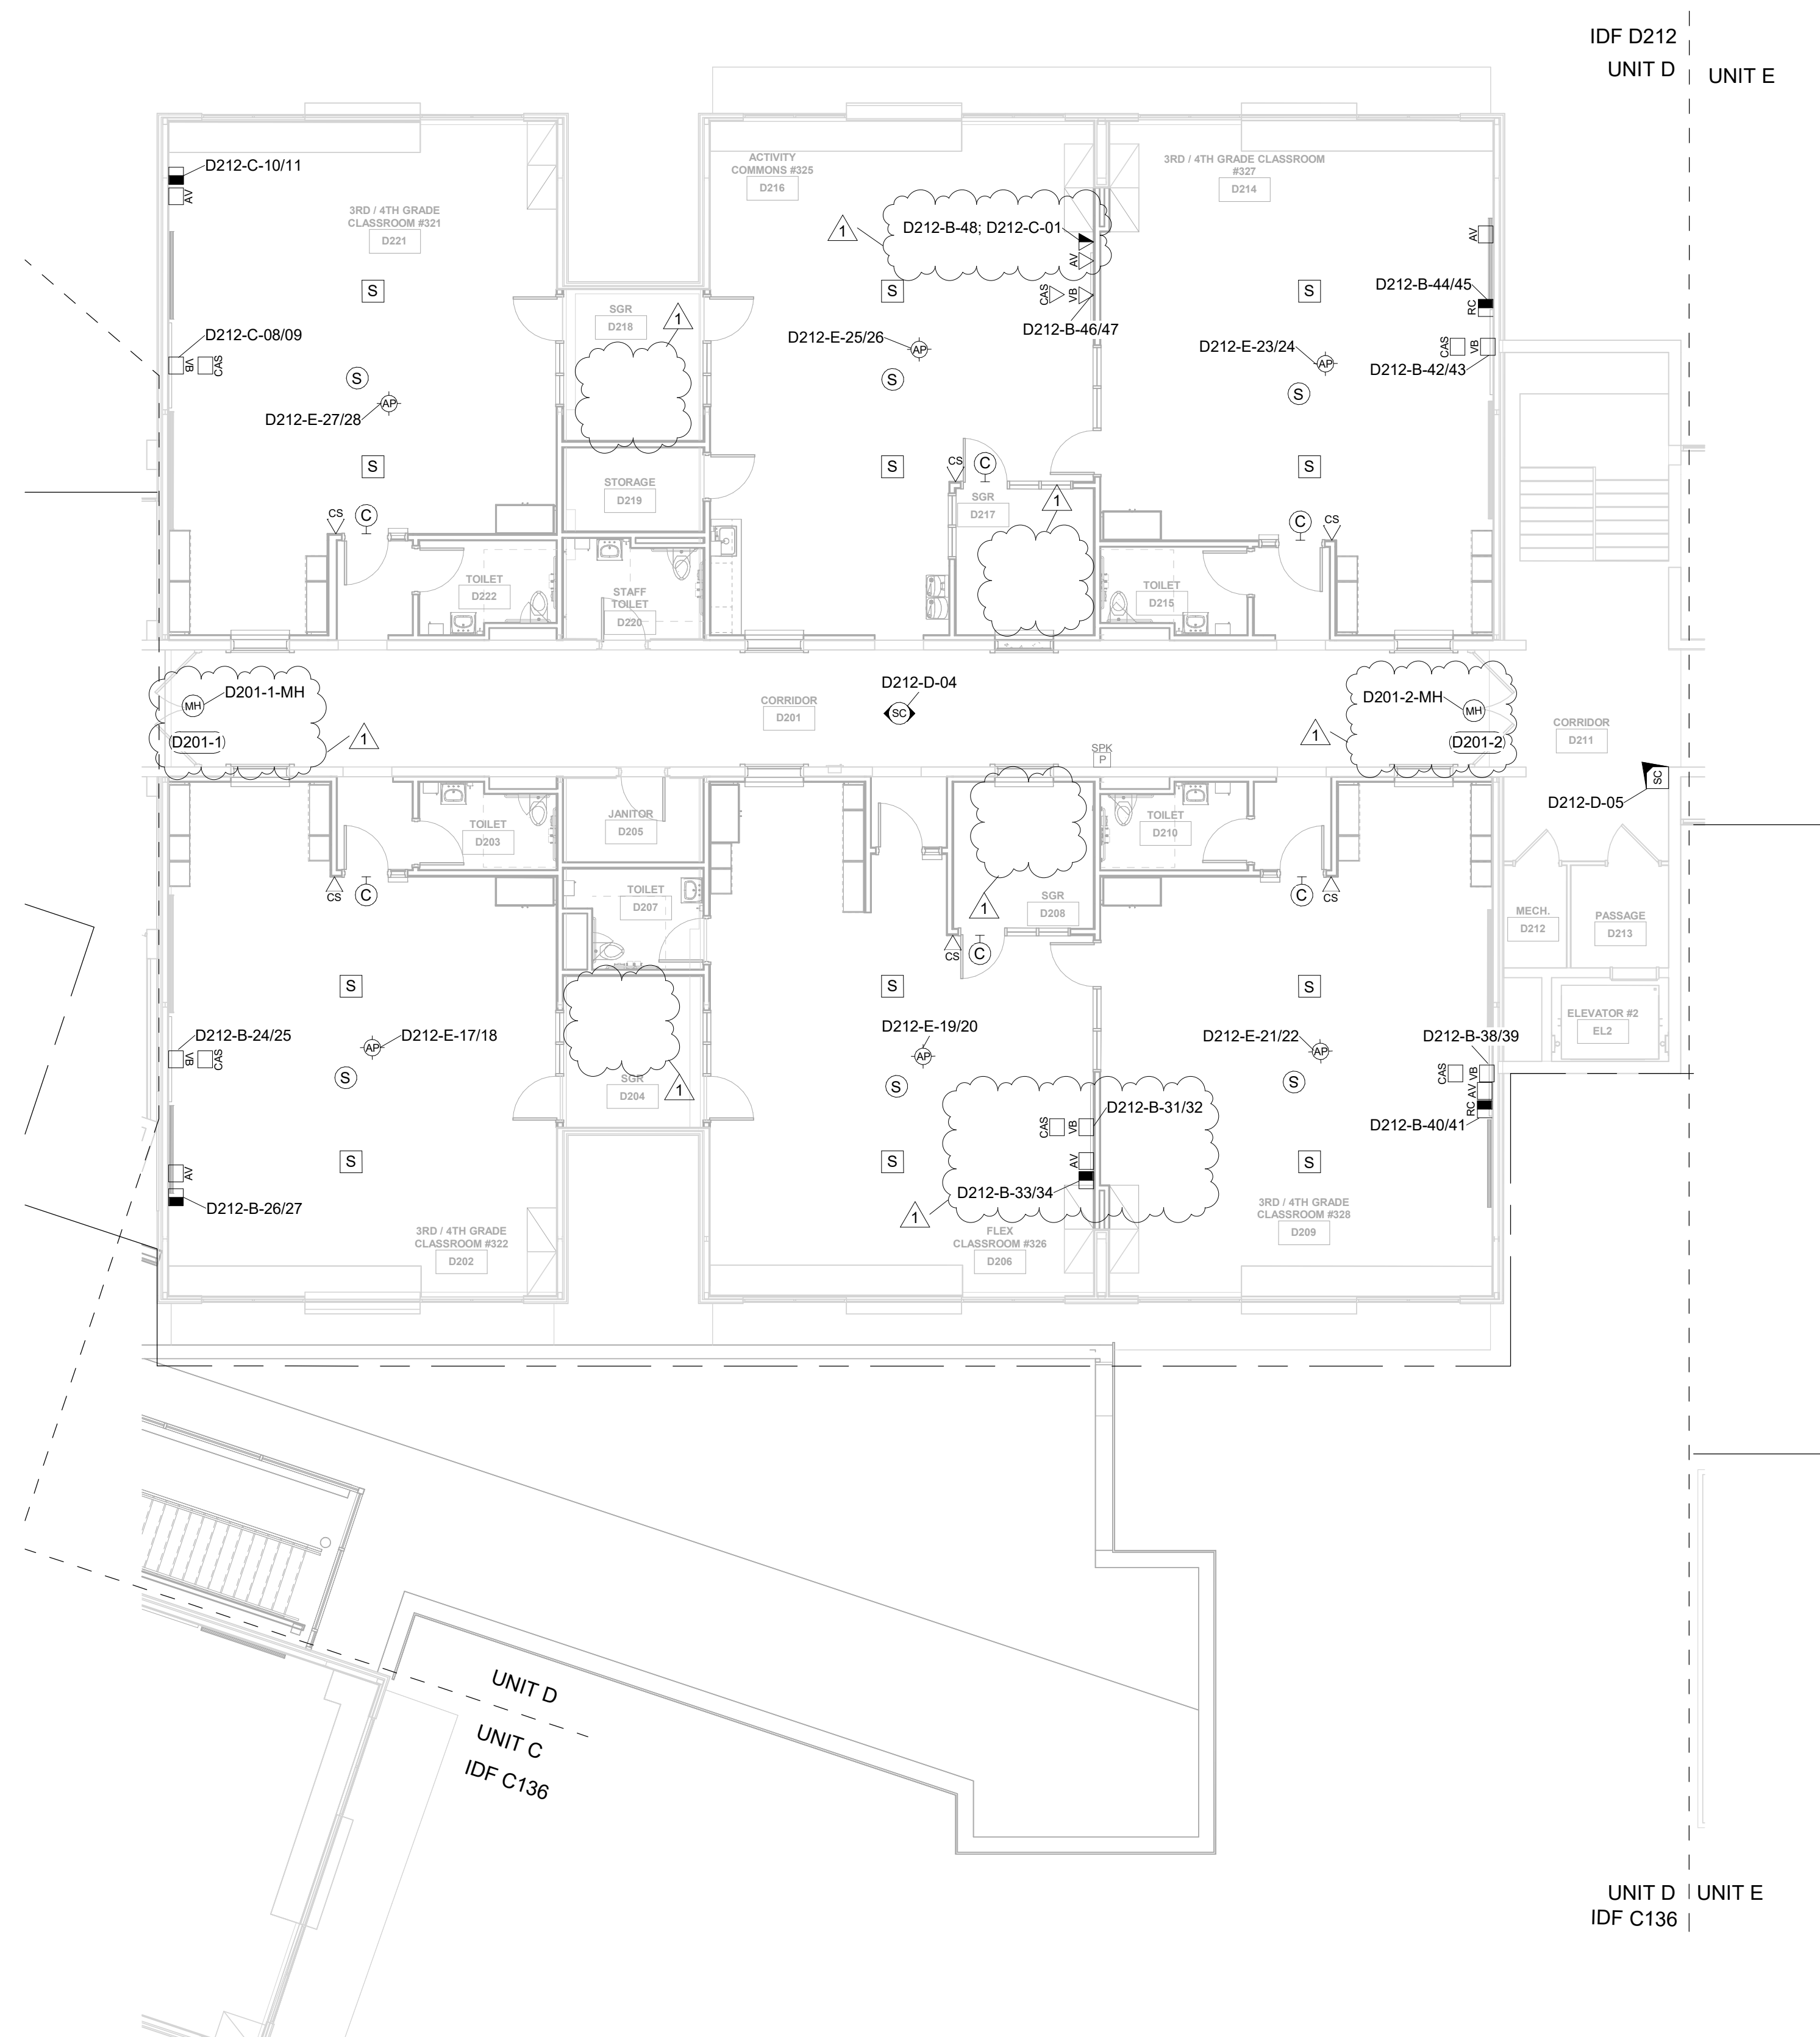 IDF D212
UNIT D
UNIT E
D212-C-10/11
AV
3RD / 4TH GRADE
CLASSROOM #321
D221
S
D212-C-08/09
VB
CAS
S
AP
D212-E-27/28
S
CS
C
TOILET
D222
SGR
D218
1
STORAGE
D219
STAFF
TOILET
D220
ACTIVITY
COMMONS #325
D216
1
D212-B-48; D212-C-01
AV
S
CAS
VB
D212-B-46/47
D212-E-25/26
AP
S
S
CS
C
SGR
D217
1
3RD / 4TH GRADE CLASSROOM
#327
D214
AV
S
D212-B-44/45
RC
D212-E-23/24
AP
CAS
VB
D212-B-42/43
S
S
C
CS
TOILET
D215
MH
D201-1-MH
D201-1
1
CORRIDOR
D201
D212-D-04
SC
SPK
P
D201-2-MH
MH
D201-2
1
CORRIDOR
D211
SC
D212-D-05
TOILET
D203
JANITOR
D205
TOILET
D210
CS
C
TOILET
D207
1
SGR
D208
CS
C
C
CS
MECH.
D212
PASSAGE
D213
ELEVATOR #2
EL2
S
D212-B-24/25
VB
CAS
AP
D212-E-17/18
S
SGR
D204
1
S
AV
D212-B-26/27
3RD / 4TH GRADE
CLASSROOM #322
D202
S
D212-E-19/20
AP
S
CAS
VB
D212-B-31/32
S
AV
D212-B-33/34
1
FLEX
CLASSROOM #326
D206
S
D212-E-21/22
AP
S
D212-B-38/39
CAS
VB
AV
RC
D212-B-40/41
S
3RD / 4TH GRADE
CLASSROOM #328
D209
UNIT D
UNIT C
IDF C136
UNIT D
UNIT E
IDF C136